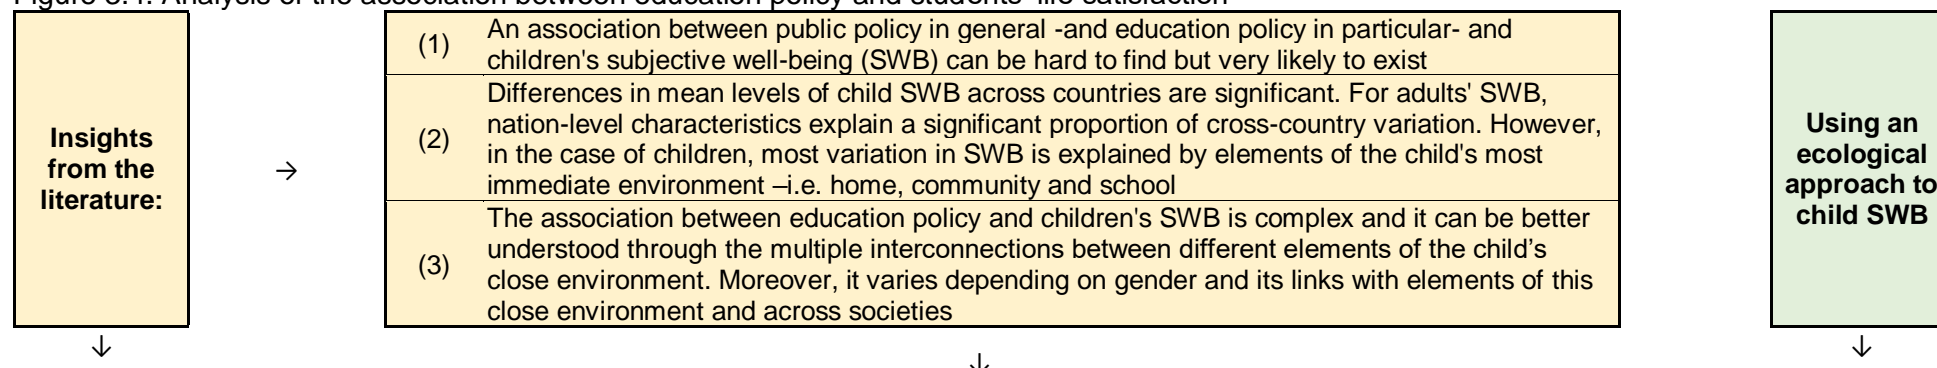 Figure 3.4. Analysis of the association between education policy and students' life satisfaction
Insights
from the
literature:
→
(1)
An association between public policy in general -and education policy in particular- and
children's subjective well-being (SWB) can be hard to find but very likely to exist
(2)
Differences in mean levels of child SWB across countries are significant. For adults' SWB,
nation-level characteristics explain a significant proportion of cross-country variation. However,
in the case of children, most variation in SWB is explained by elements of the child's most
immediate environment –i.e. home, community and school
(3)
The association between education policy and children's SWB is complex and it can be better
understood through the multiple interconnections between different elements of the child’s
close environment. Moreover, it varies depending on gender and its links with elements of this
close environment and across societies
Using an
ecological
approach to
child SWB
↓
↓
↓